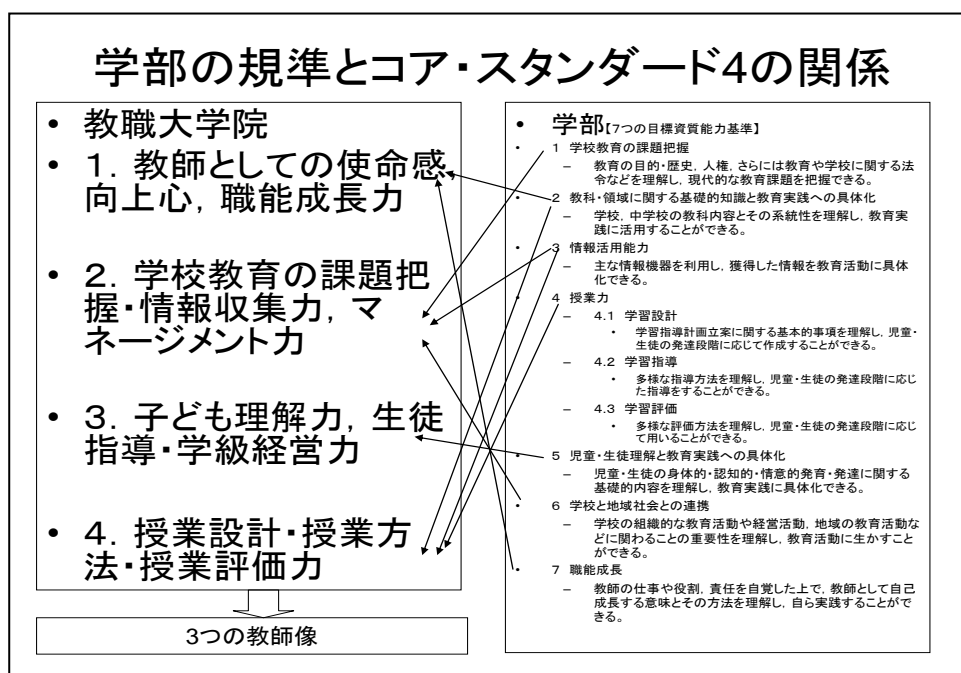 学部の規準とコア・スタンダード4の関係
• 教職大学院
• 1. 教師としての使命感,
向上心, 職能成長力
• 2. 学校教育の課題把
握・情報収集力, マ
ネージメント力
• 3. 子ども理解力, 生徒
指導・学級経営力
• 4. 授業設計・授業方
法・授業評価力
3つの教師像
• 学部【7つの目標資質能力基準】
• 1 学校教育の課題把握
– 教育の目的・歴史, 人権, さらには教育や学校に関する法
令などを理解し, 現代的な教育課題を把握できる。
• 2 教科・領域に関する基礎的知識と教育実践への具体化
– 学校, 中学校の教科内容とその系統性を理解し, 教育実
践に活用することができる。
• 3 情報活用能力
– 主な情報機器を利用し, 獲得した情報を教育活動に具体
化できる。
• 4 授業力
– 4.1 学習設計
• 学習指導計画立案に関する基本的事項を理解し, 児童・
生徒の発達段階に応じて作成することができる。
– 4.2 学習指導
• 多様な指導方法を理解し, 児童・生徒の発達段階に応じ
た指導をすることができる。
– 4.3 学習評価
• 多様な評価方法を理解し, 児童・生徒の発達段階に応じ
て用いることができる。
• 5 児童・生徒理解と教育実践への具体化
– 児童・生徒の身体的・認知的・情意的発育・発達に関する
基礎的内容を理解し, 教育実践に具体化できる。
• 6 学校と地域社会との連携
– 学校の組織的な教育活動や経営活動, 地域の教育活動な
どに関わることの重要性を理解し, 教育活動に生かすこと
ができる。
• 7 職能成長
– 教師の仕事や役割, 責任を自覚した上で, 教師として自己
成長する意味とその方法を理解し, 自ら実践することがで
きる。